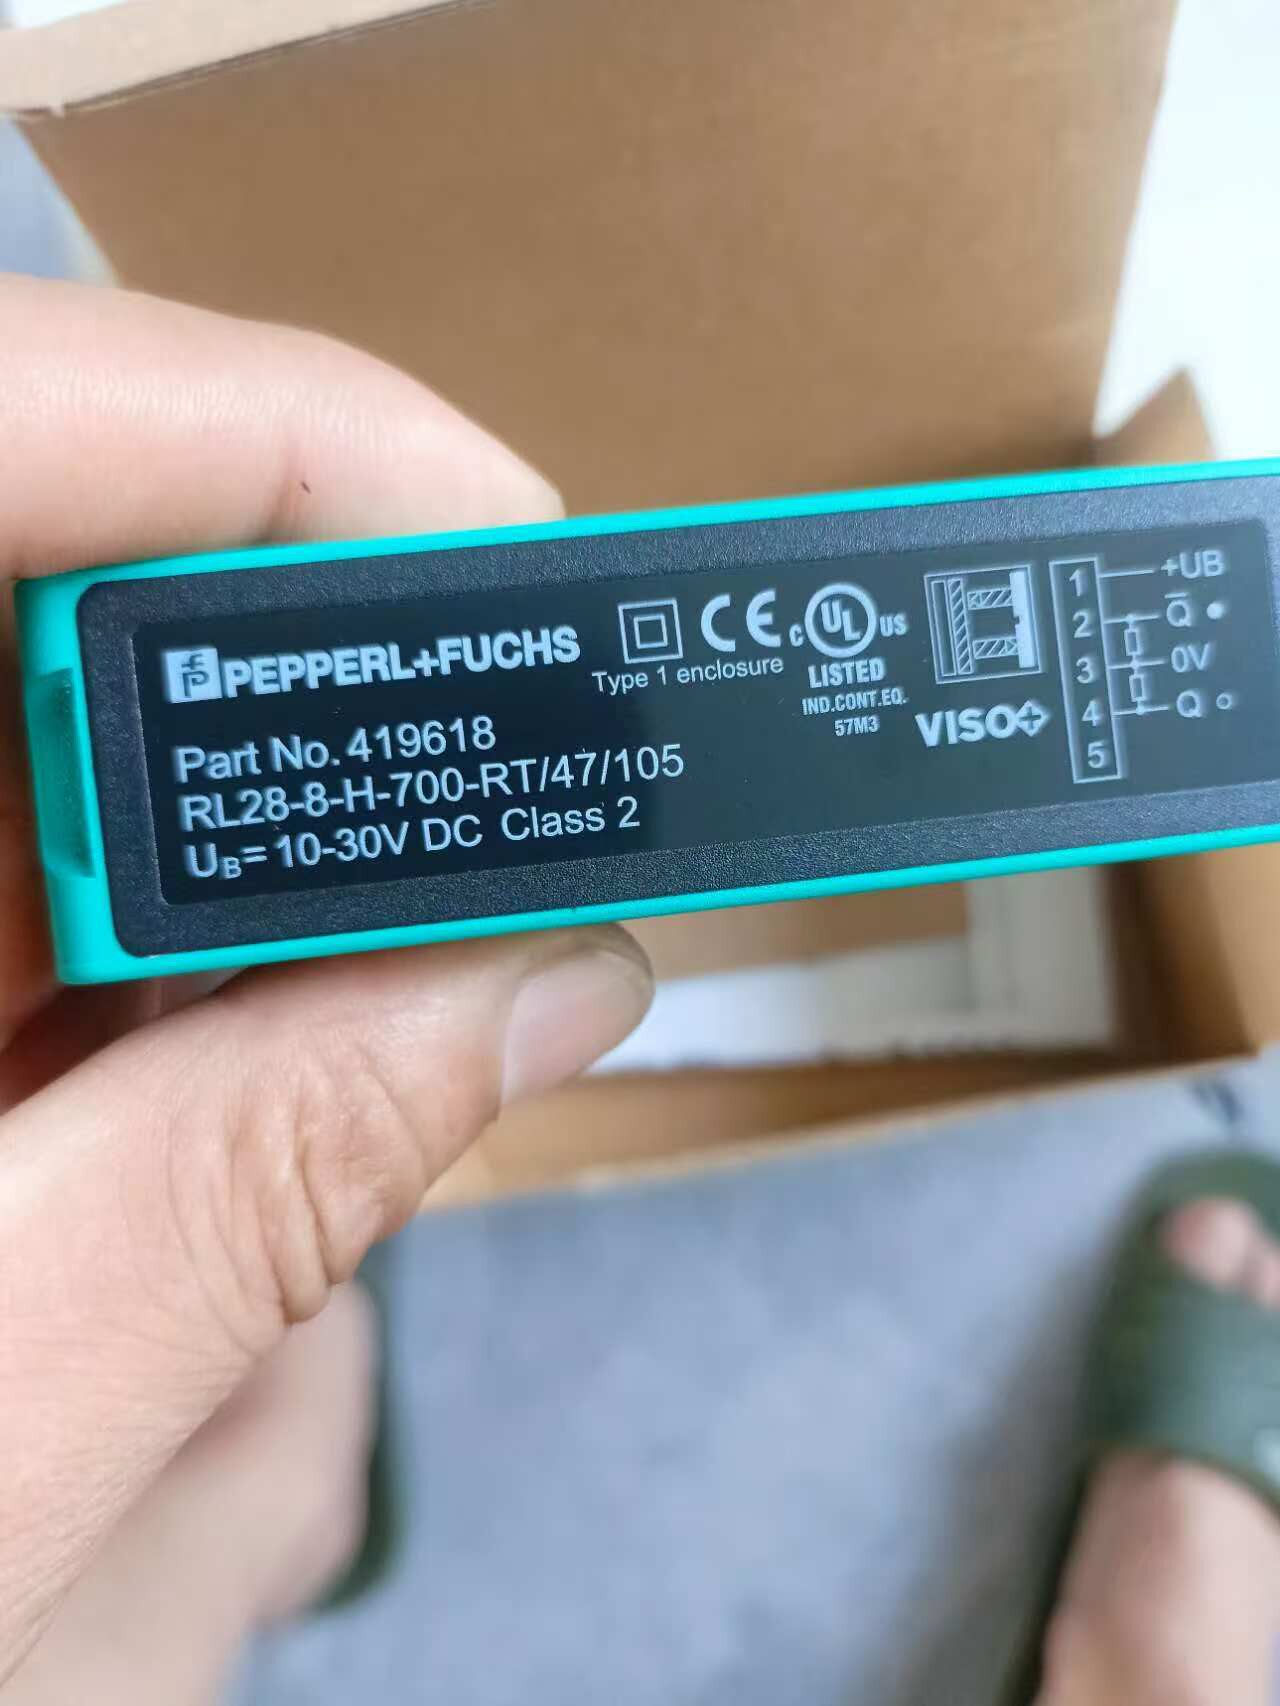 PEPPERL+FUCHS
Type 1 enclosure
CE
C UL US
LISTED
IND.CONT.EQ.
57M3
VISO+
Part No. 419618
RL28-8-H-700-RT/47/105
UB=10-30V DC Class 2
1 +UB
2 Q̅ ●
3 0V
4 Q ○
5